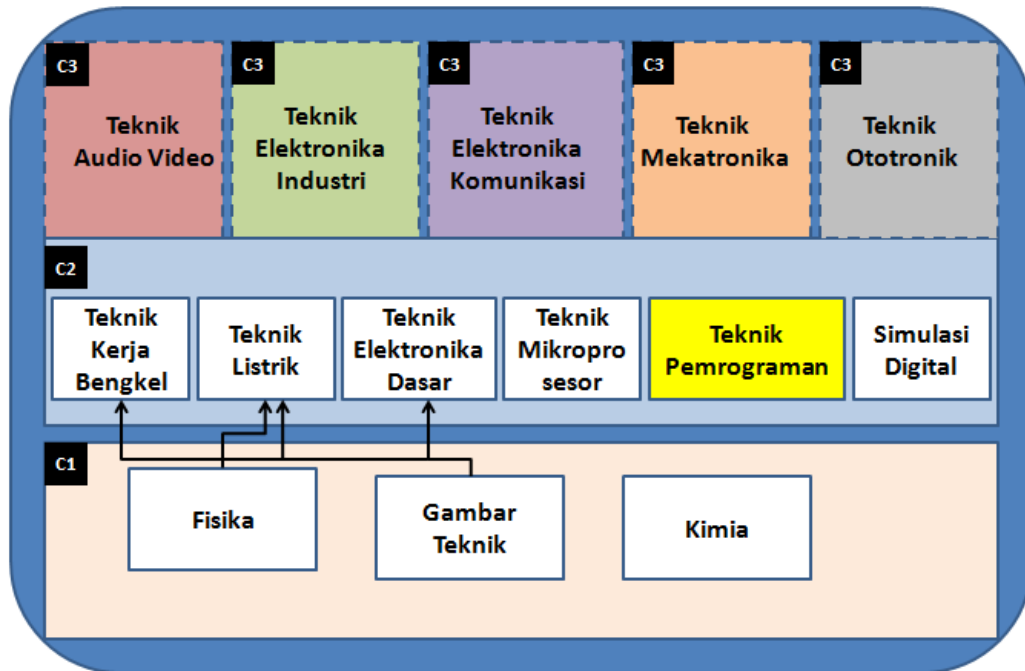 C3
Teknik
Audio Video
C3
Teknik
Elektronika
Industri
C3
Teknik
Elektronika
Komunikasi
C3
Teknik
Mekatronika
C3
Teknik
Ototronik
C2
Teknik
Kerja
Bengkel
Teknik
Listrik
Teknik
Elektronika
Dasar
Teknik
Mikropro
sesor
Teknik
Pemrograman
Simulasi
Digital
C1
Fisika
Gambar
Teknik
Kimia